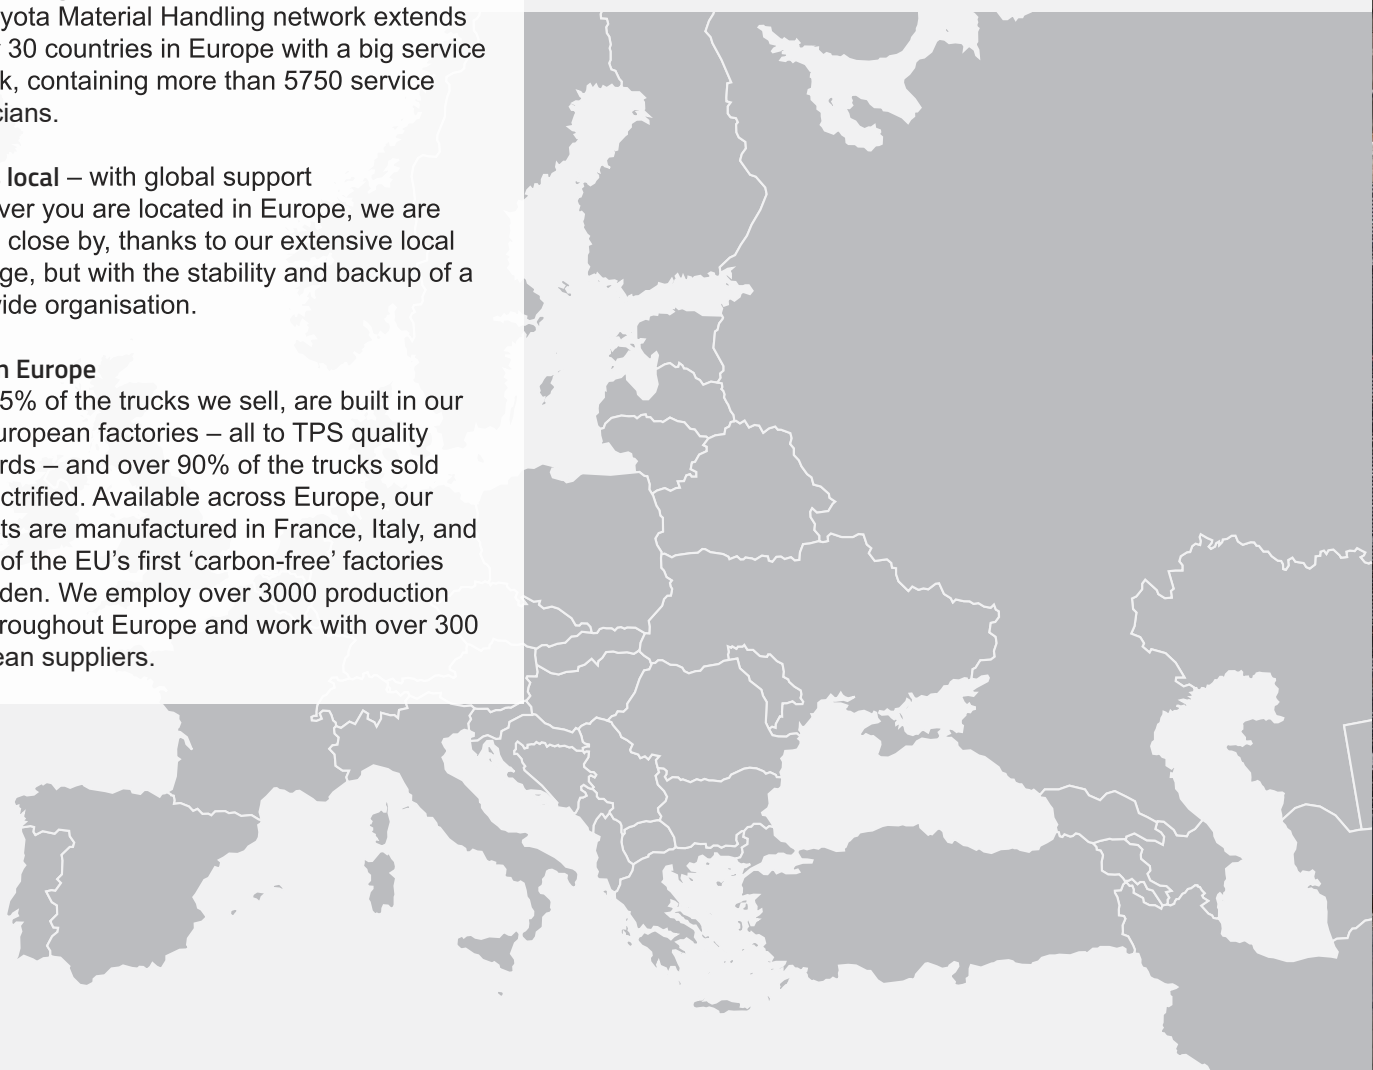 yota Material Handling network extends
30 countries in Europe with a big service
k, containing more than 5750 service
cians.
local – with global support
ver you are located in Europe, we are
close by, thanks to our extensive local
ge, but with the stability and backup of a
wide organisation.
n Europe
5% of the trucks we sell, are built in our
uropean factories – all to TPS quality
rds – and over 90% of the trucks sold
ctrified. Available across Europe, our
ts are manufactured in France, Italy, and
of the EU’s first ‘carbon-free’ factories
den. We employ over 3000 production
hroughout Europe and work with over 300
ean suppliers.